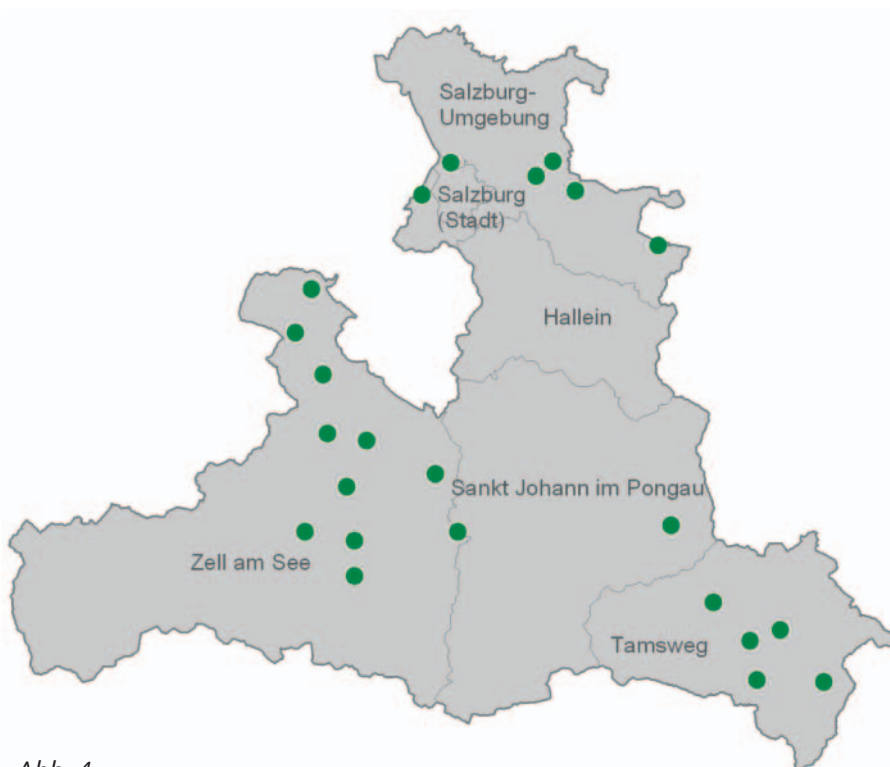 Salzburg-
Umgebung
Salzburg
(Stadt)
Hallein
Sankt Johann im Pongau
Zell am See
Tamsweg